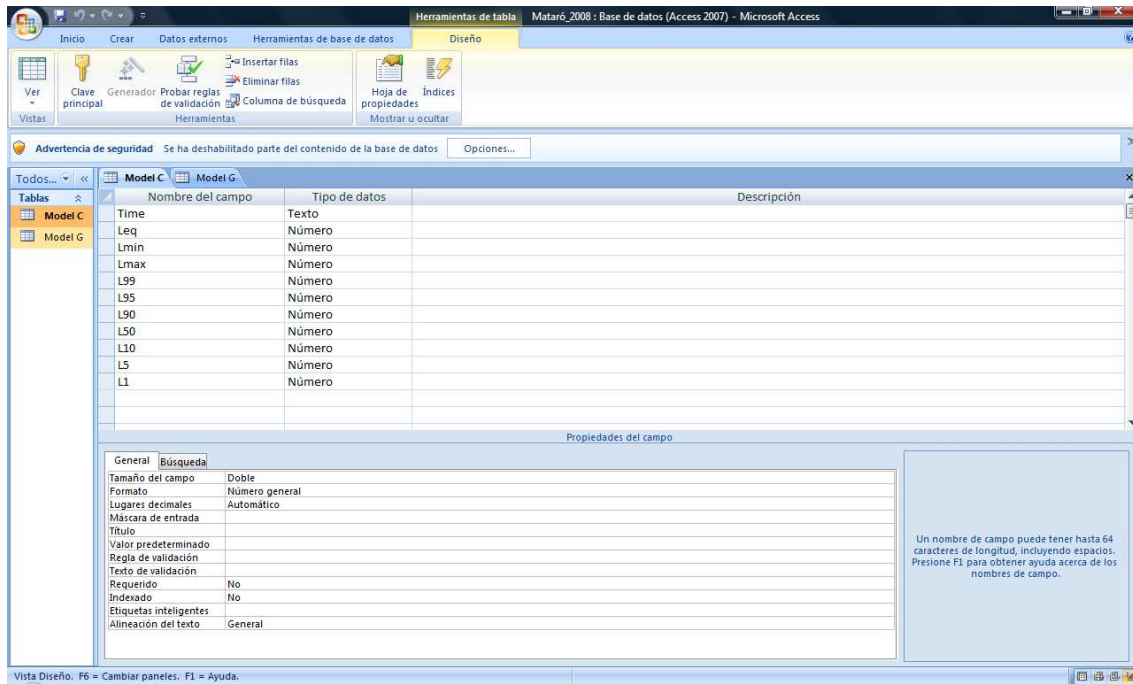 Herramientas de tabla
Mataró_2008 : Base de datos (Access 2007) - Microsoft Access
Inicio
Crear
Datos externos
Herramientas de base de datos
Diseño
Ver
Clave principal
Generador
Probar reglas de validación
Insertar filas
Eliminar filas
Columna de búsqueda
Hoja de propiedades
Índices
Vistas
Herramientas
Mostrar u ocultar
Advertencia de seguridad Se ha deshabilitado parte del contenido de la base de datos
Opciones...
Todos...
Model C
Model G
Tablas
Model C
Model G
Nombre del campo Tipo de datos Descripción
Time Texto
Leq Número
Lmin Número
Lmax Número
L99 Número
L95 Número
L90 Número
L50 Número
L10 Número
L5 Número
L1 Número
Propiedades del campo
General Búsqueda
Tamaño del campo Doble
Formato Número general
Lugares decimales Automático
Máscara de entrada
Título
Valor predeterminado
Regla de validación
Texto de validación
Requerido No
Indexado No
Etiquetas inteligentes
Alineación del texto General
Un nombre de campo puede tener hasta 64
caracteres de longitud, incluyendo espacios.
Presione F1 para obtener ayuda acerca de los
nombres de campo.
Vista Diseño. F6 = Cambiar paneles. F1 = Ayuda.